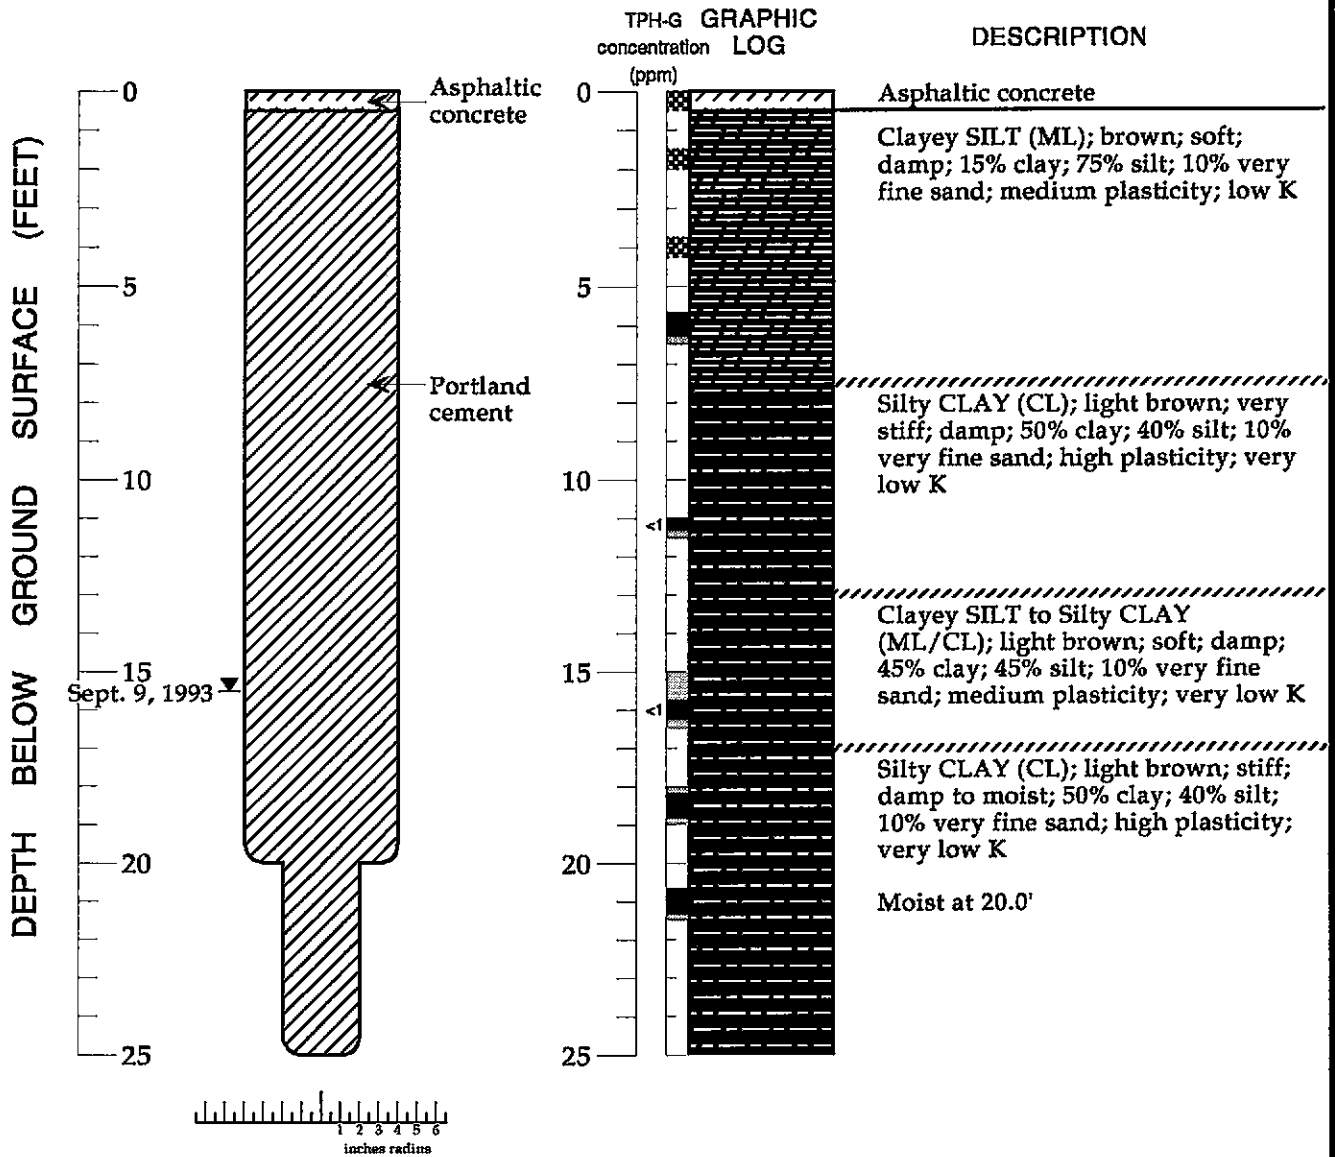 TPH-G GRAPHIC
concentration LOG
(ppm)
DESCRIPTION
DEPTH BELOW GROUND SURFACE (FEET)
0
5
10
15
20
25
Asphaltic
concrete
Portland
cement
Sept. 9, 1993
1 2 3 4 5 6
inches radius
0
5
10
15
20
25
<1
<1
Asphaltic concrete
Clayey SILT (ML); brown; soft;
damp; 15% clay; 75% silt; 10% very
fine sand; medium plasticity; low K
Silty CLAY (CL); light brown; very
stiff; damp; 50% clay; 40% silt; 10%
very fine sand; high plasticity; very
low K
Clayey SILT to Silty CLAY
(ML/CL); light brown; soft; damp;
45% clay; 45% silt; 10% very fine
sand; medium plasticity; very low K
Silty CLAY (CL); light brown; stiff;
damp to moist; 50% clay; 40% silt;
10% very fine sand; high plasticity;
very low K
Moist at 20.0'